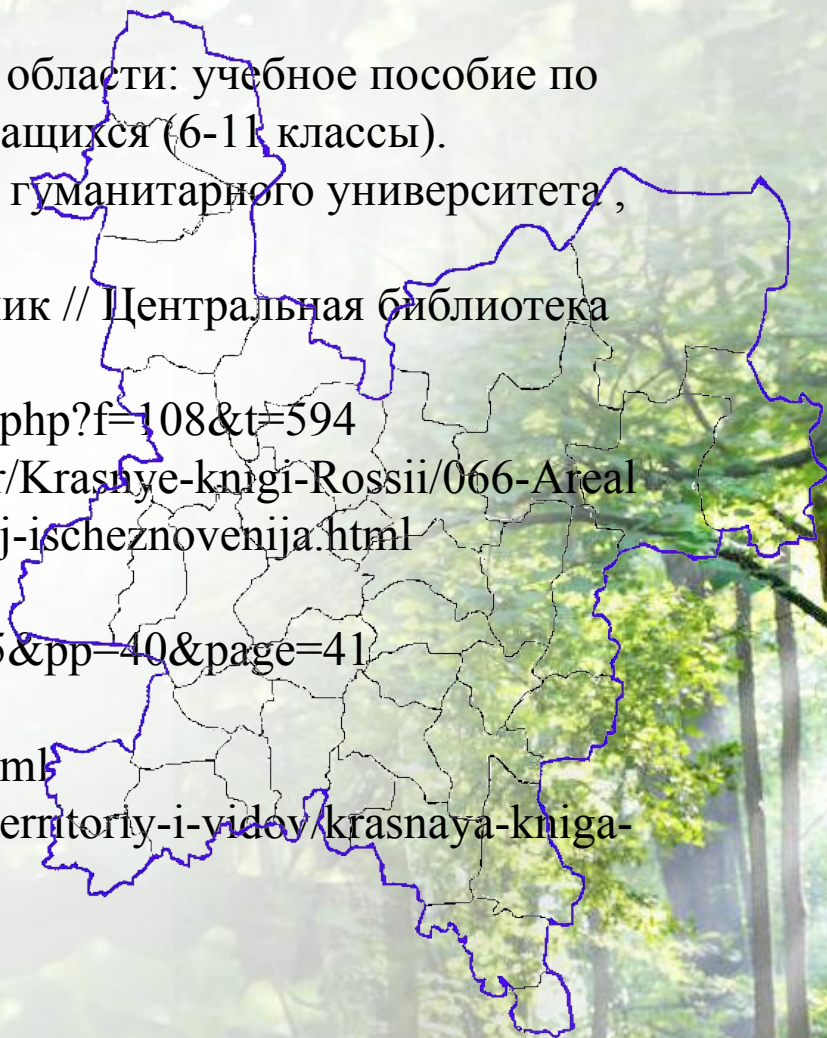 области: учебное пособие по
ащихся (6-11 классы).
гуманитарного университета ,
ик // Центральная библиотека
php?f=108&t=594
r/Krasnye-knigi-Rossii/066-Areal
j-ischeznovenija.html
5&pp=40&page=41
ml
erritoriy-i-vidov/krasnaya-kniga-